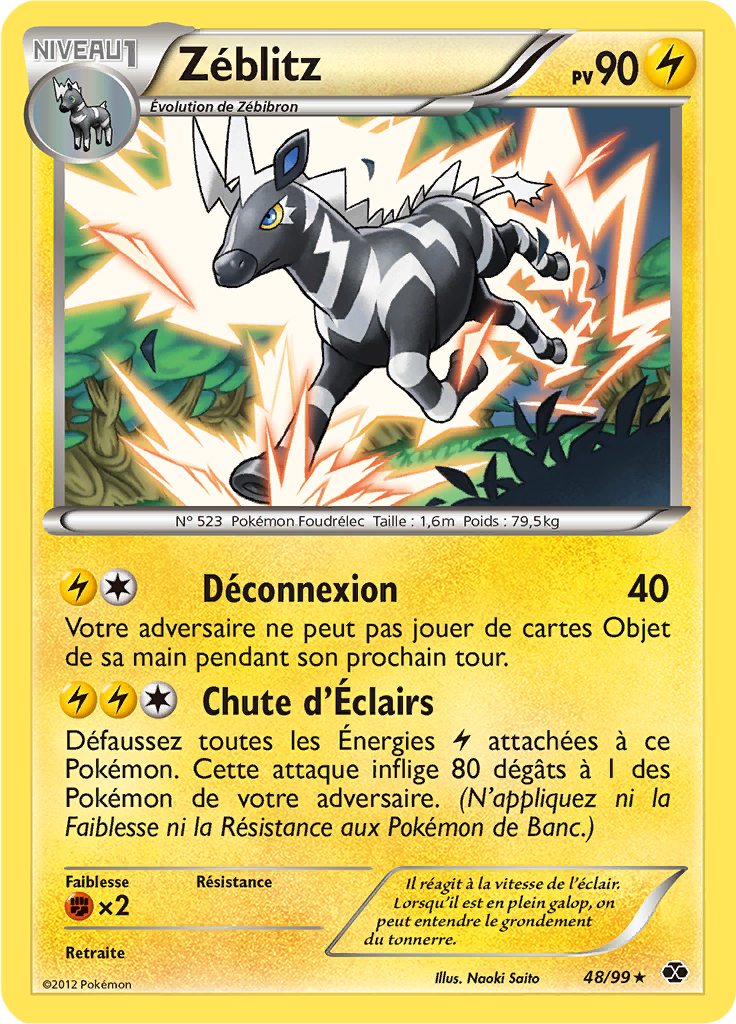 NIVEAU 1
Zéblitz
PV 90
Évolution de Zébibron
N° 523 Pokémon Foudrélec Taille : 1,6m Poids : 79,5kg
Déconnexion 40
Votre adversaire ne peut pas jouer de cartes Objet
de sa main pendant son prochain tour.
Chute d'Éclairs
Défaussez toutes les Énergies attachées à ce
Pokémon. Cette attaque inflige 80 dégâts à 1 des
Pokémon de votre adversaire. (N'appliquez ni la
Faiblesse ni la Résistance aux Pokémon de Banc.)
Faiblesse
×2
Résistance
Retraite
Il réagit à la vitesse de l'éclair.
Lorsqu'il est en plein galop, on
peut entendre le grondement
du tonnerre.
©2012 Pokémon
Illus. Naoki Saito
48/99 ★